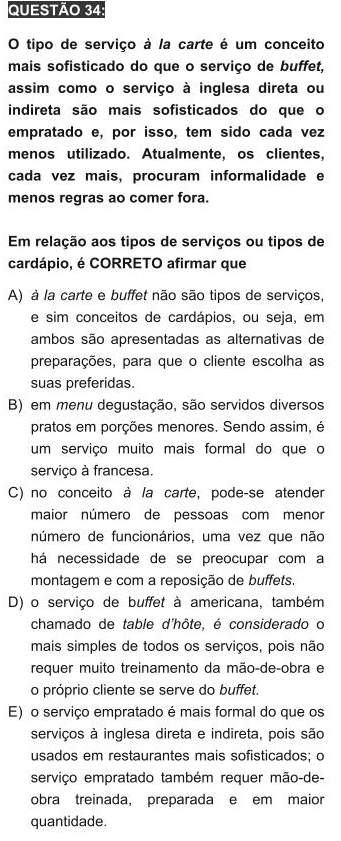 QUESTÃO 34:
O tipo de serviço à la carte é um conceito
mais sofisticado do que o serviço de buffet,
assim como o serviço à inglesa direta ou
indireta são mais sofisticados do que o
empratado e, por isso, tem sido cada vez
menos utilizado. Atualmente, os clientes,
cada vez mais, procuram informalidade e
menos regras ao comer fora.
Em relação aos tipos de serviços ou tipos de
cardápio, é CORRETO afirmar que
A) à la carte e buffet não são tipos de serviços,
e sim conceitos de cardápios, ou seja, em
ambos são apresentadas as alternativas de
preparações, para que o cliente escolha as
suas preferidas.
B) em menu degustação, são servidos diversos
pratos em porções menores. Sendo assim, é
um serviço muito mais formal do que o
serviço à francesa.
C) no conceito à la carte, pode-se atender
maior número de pessoas com menor
número de funcionários, uma vez que não
há necessidade de se preocupar com a
montagem e com a reposição de buffets.
D) o serviço de buffet à americana, também
chamado de table d'hôte, é considerado o
mais simples de todos os serviços, pois não
requer muito treinamento da mão-de-obra e
o próprio cliente se serve do buffet.
E) o serviço empratado é mais formal do que os
serviços à inglesa direta e indireta, pois são
usados em restaurantes mais sofisticados; o
serviço empratado também requer mão-de-
obra treinada, preparada e em maior
quantidade.